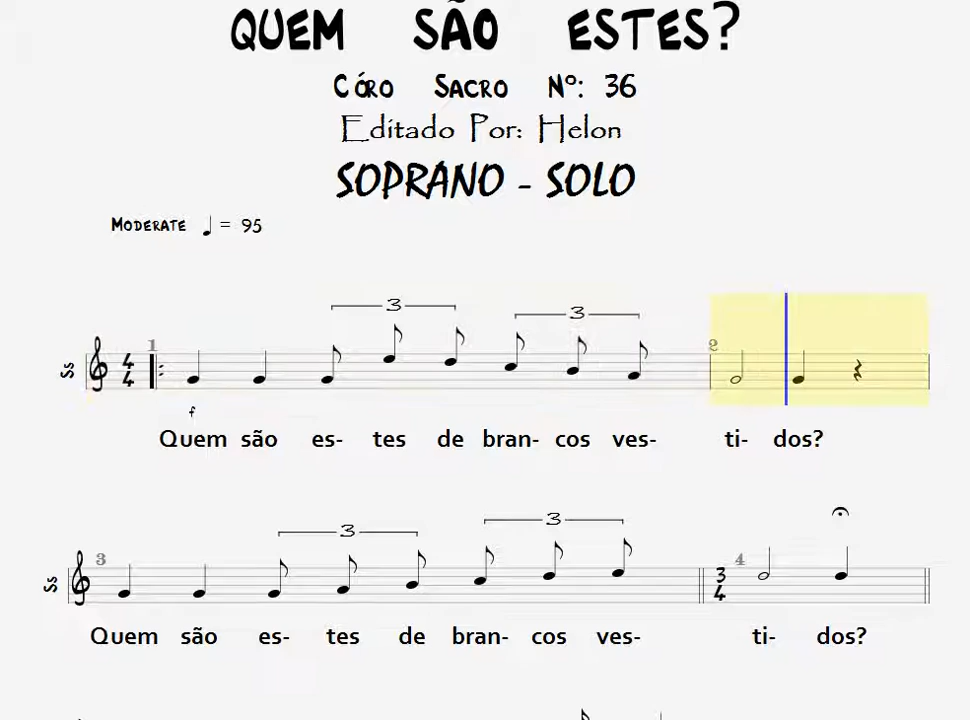 QUEM SÃO ESTES?
CÓRO SACRO Nº: 36
Editado Por: Helon
SOPRANO - SOLO
MODERATE ♩ = 95
3 3
1 2
Ss 4/4
f
Quem são es- tes de bran- cos ves- ti- dos?
3 3
3 4
Ss 3/4
Quem são es- tes de bran- cos ves- ti- dos?